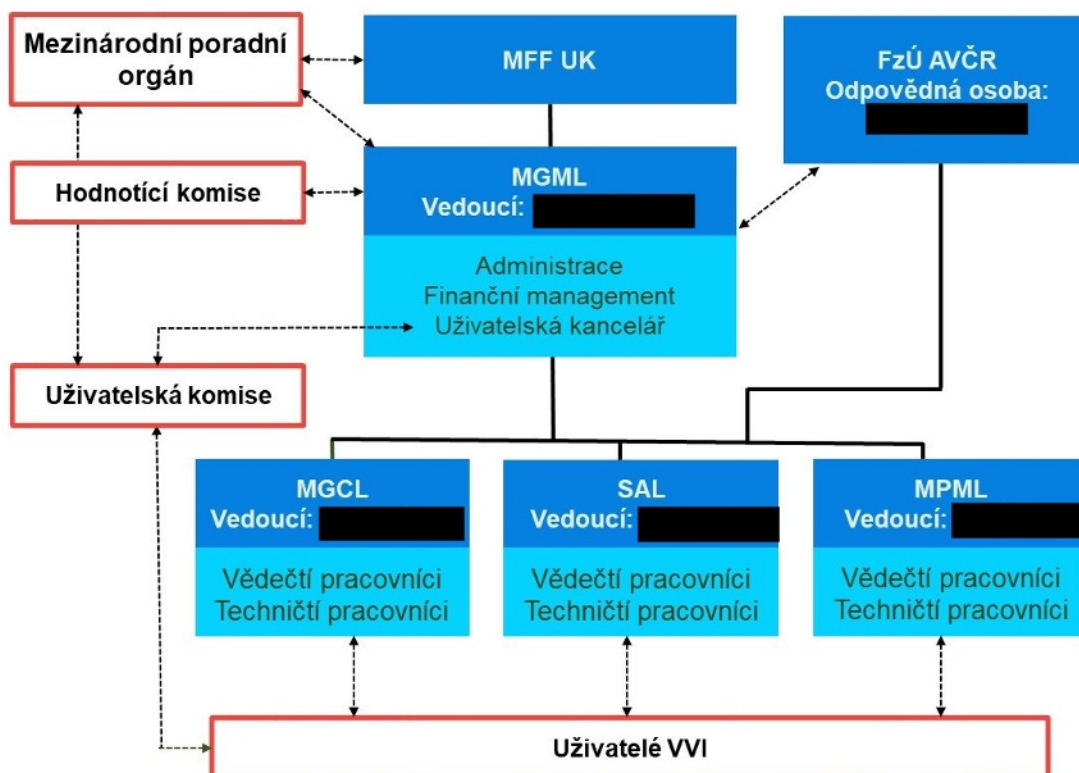 Mezinárodní poradní
orgán
MFF UK
FzÚ AVČR
Odpovědná osoba:
Hodnotící komise
MGML
Vedoucí:
Administrace
Finanční management
Uživatelská kancelář
Uživatelská komise
MGCL
Vedoucí:
Vědečtí pracovníci
Techničtí pracovníci
SAL
Vedoucí:
Vědečtí pracovníci
Techničtí pracovníci
MPML
Vedoucí:
Vědečtí pracovníci
Techničtí pracovníci
Uživatelé VVI